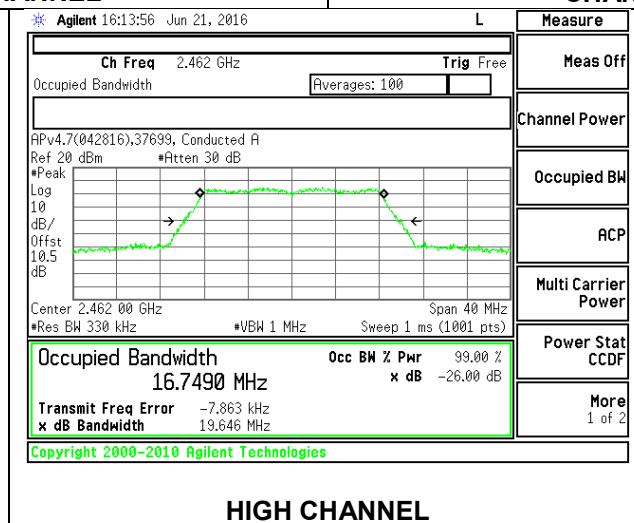 Agilent 16:13:56 Jun 21, 2016 L
Measure
Ch Freq 2.462 GHz Trig Free
Meas Off
Occupied Bandwidth Averages: 100
Channel Power
APv4.7(042816),37699, Conducted A
Ref 20 dBm #Atten 30 dB
#Peak
Occupied BW
Log
10
dB/
Offst
ACP
10.5
dB
Multi Carrier
Power
Center 2.462 00 GHz Span 40 MHz
#Res BW 330 kHz #VBW 1 MHz Sweep 1 ms (1001 pts)
Power Stat
CCDF
Occupied Bandwidth Occ BW % Pwr 99.00 %
16.7490 MHz x dB -26.00 dB
More
1 of 2
Transmit Freq Error -7.863 kHz
x dB Bandwidth 19.646 MHz
Copyright 2000-2010 Agilent Technologies
HIGH CHANNEL